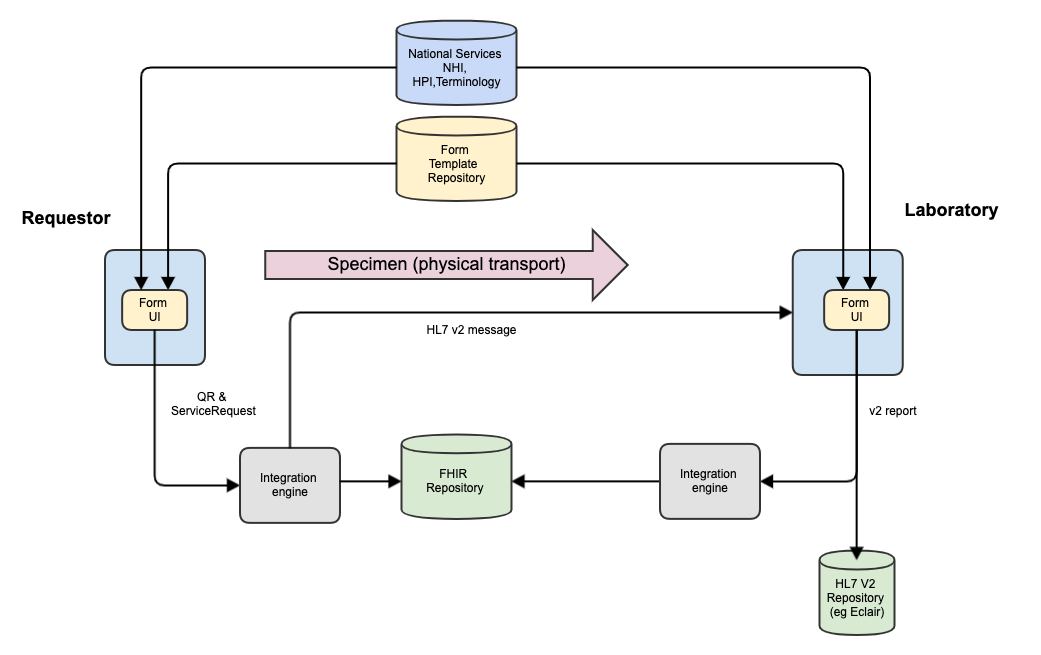 National Services
NHI,
HPI,Terminology
Form
Template
Repository
Requestor
Laboratory
Specimen (physical transport)
Form
UI
Form
UI
HL7 v2 message
QR &
ServiceRequest
v2 report
Integration
engine
FHIR
Repository
Integration
engine
HL7 V2
Repository
(eg Eclair)